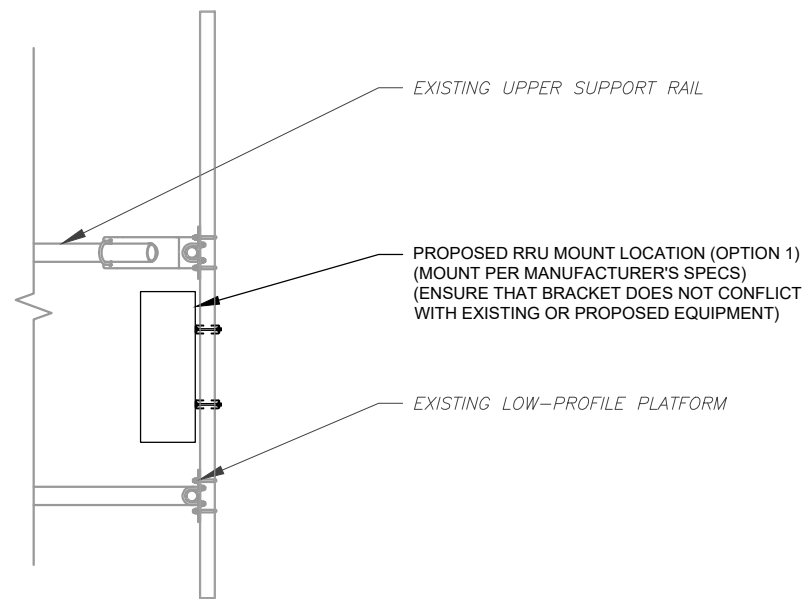 EXISTING UPPER SUPPORT RAIL
PROPOSED RRU MOUNT LOCATION (OPTION 1)
(MOUNT PER MANUFACTURER'S SPECS)
(ENSURE THAT BRACKET DOES NOT CONFLICT
WITH EXISTING OR PROPOSED EQUIPMENT)
EXISTING LOW-PROFILE PLATFORM